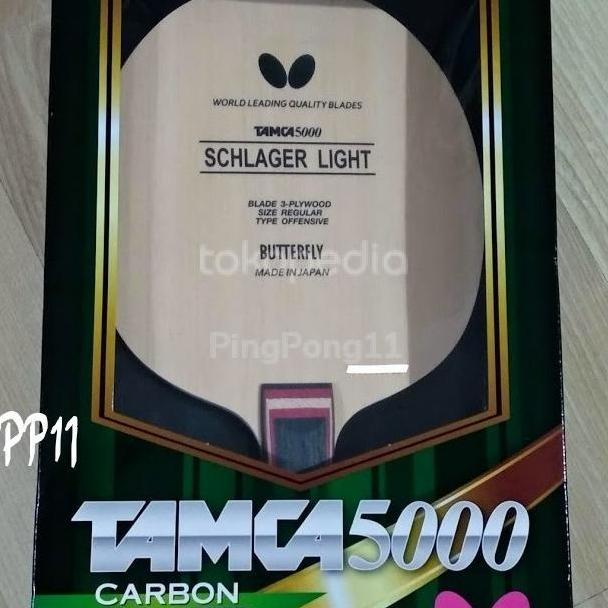 WORLD LEADING QUALITY BLADES
TAMCA5000
SCHLAGER LIGHT
BLADE 3-PLYWOOD
SIZE REGULAR
TYPE OFFENSIVE
BUTTERFLY
tokopedia
MADE IN JAPAN
PingPong11
PP11
TAMCA5000
CARBON